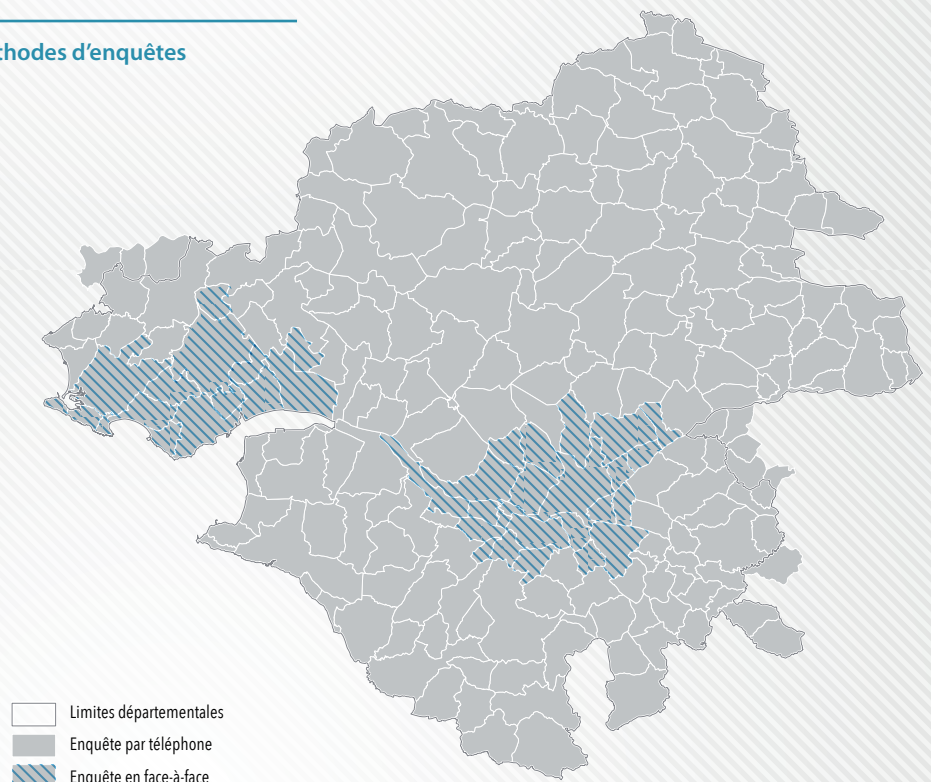 thodes d'enquêtes
Limites départementales
Enquête par téléphone
Enquête en face-à-face